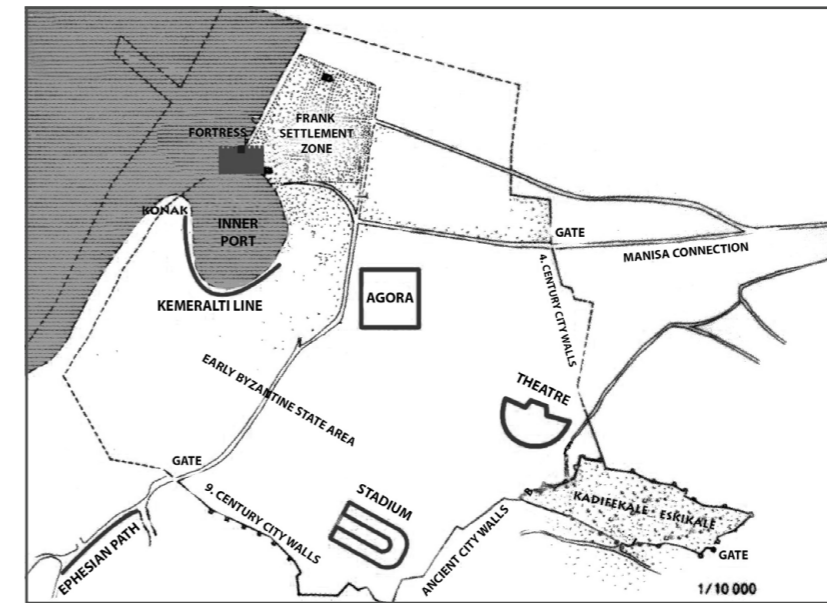 FRANK
SETTLEMENT
ZONE
FORTRESS
KONAK
INNER
PORT
GATE
MANISA CONNECTION
KEMERALTI LINE
AGORA
4. CENTURY CITY WALLS
EARLY BYZANTINE STATE AREA
THEATRE
GATE
9. CENTURY CITY WALLS
STADIUM
KADIFEKALE ESKIKALE
EPHESIAN PATH
ANCIENT CITY WALLS
GATE
1/10 000